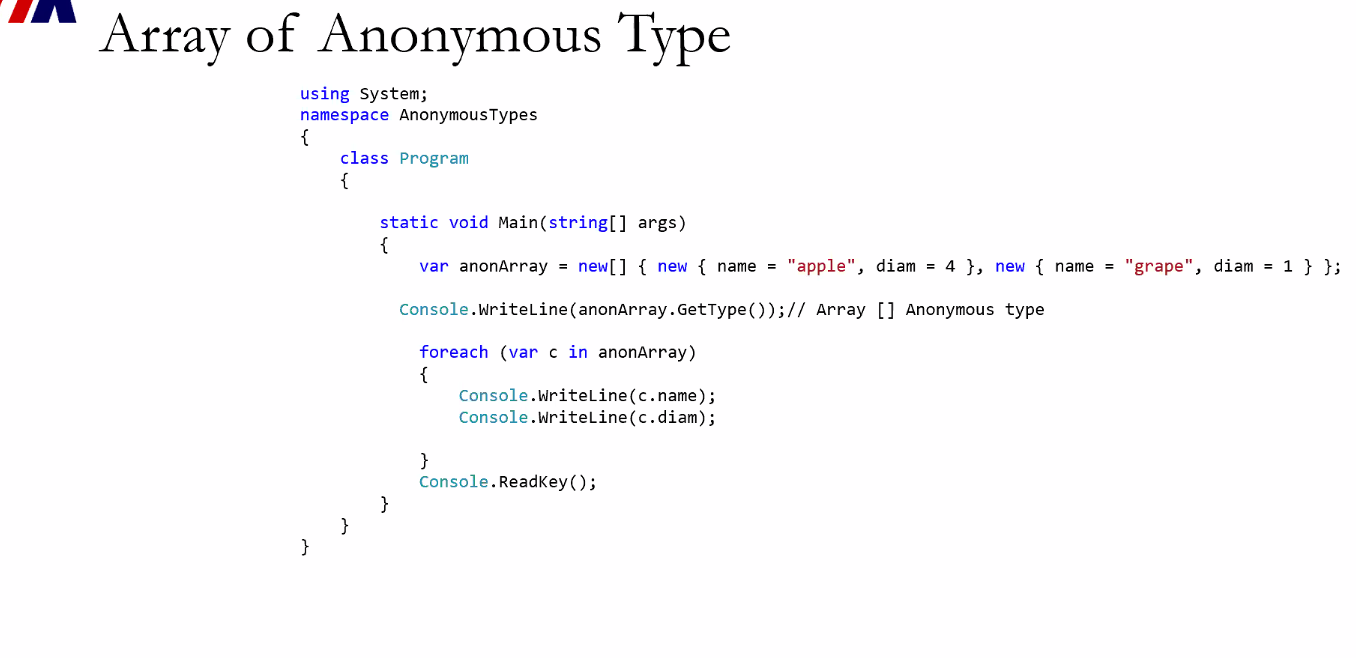 Array of Anonymous Type
using System;
namespace AnonymousTypes
{
class Program
{
static void Main(string[] args)
{
var anonArray = new[] { new { name = "apple", diam = 4 }, new { name = "grape", diam = 1 } };
Console.WriteLine(anonArray.GetType());// Array [] Anonymous type
foreach (var c in anonArray)
{
Console.WriteLine(c.name);
Console.WriteLine(c.diam);
}
Console.ReadKey();
}
}
}